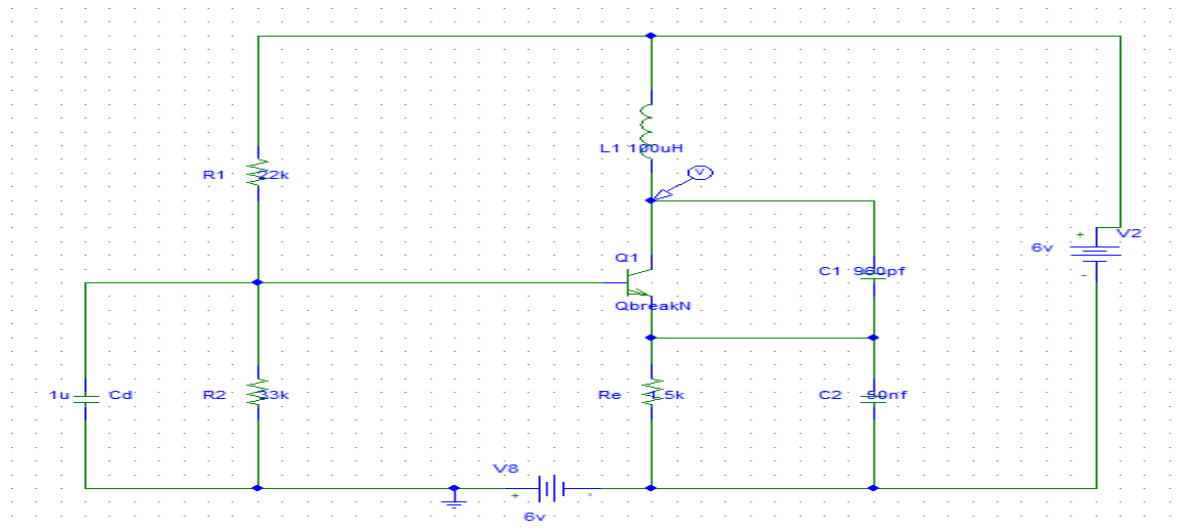 L1 100uH
R1 22k
V
+ V2
6v
-
Q1
C1 960pf
QbreakN
1u Cd
R2 33k
Re 1.5k
C2 50nf
V8
+ -
6v